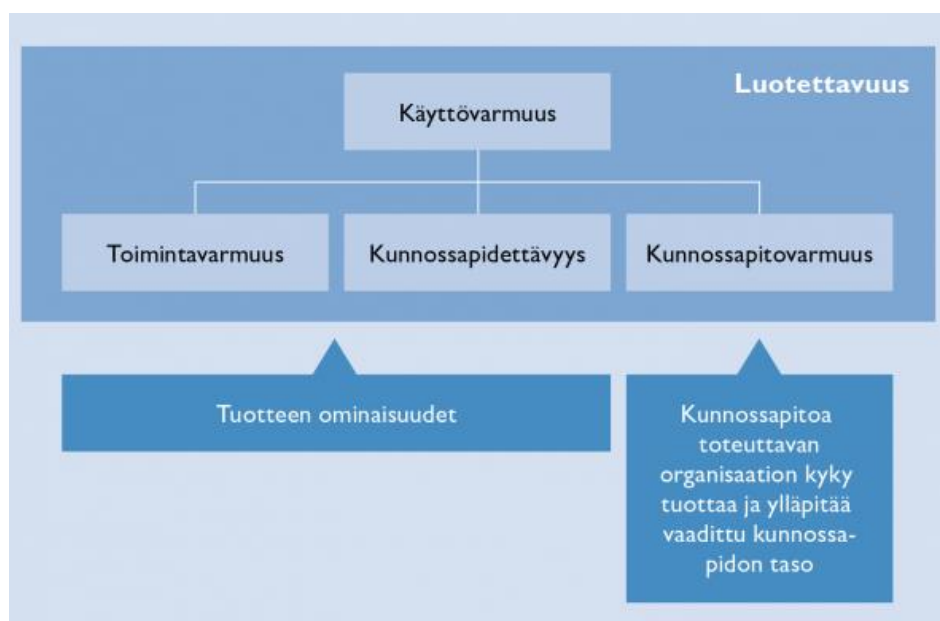 Luotettavuus
Käyttövarmuus
Toimintavarmuus
Kunnossapidettävyys
Kunnossapitovarmuus
Tuotteen ominaisuudet
Kunnossapitoa
toteuttavan
organisaation kyky
tuottaa ja ylläpitää
vaadittu kunnossa-
pidon taso